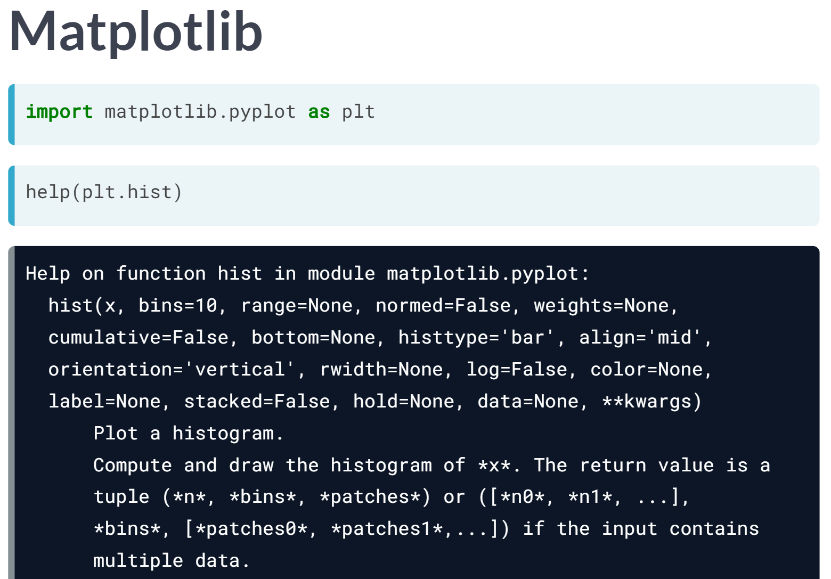 Matplotlib
import matplotlib.pyplot as plt
help(plt.hist)
Help on function hist in module matplotlib.pyplot:
hist(x, bins=10, range=None, normed=False, weights=None,
cumulative=False, bottom=None, histtype='bar', align='mid',
orientation='vertical', rwidth=None, log=False, color=None,
label=None, stacked=False, hold=None, data=None, **kwargs)
Plot a histogram.
Compute and draw the histogram of *x*. The return value is a
tuple (*n*, *bins*, *patches*) or ([*n0*, *n1*, ...],
*bins*, [*patches0*, *patches1*,...]) if the input contains
multiple data.